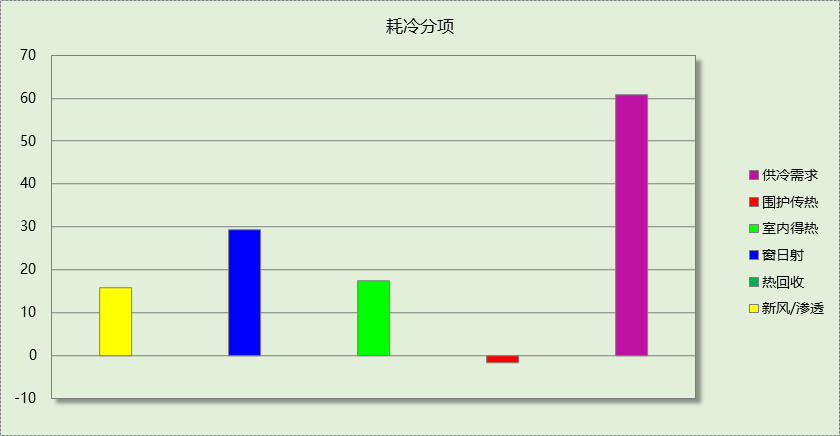 耗冷分项
70
60
50
40
30
20
10
0
-10
供冷需求
围护传热
室内得热
窗日射
热回收
新风/渗透